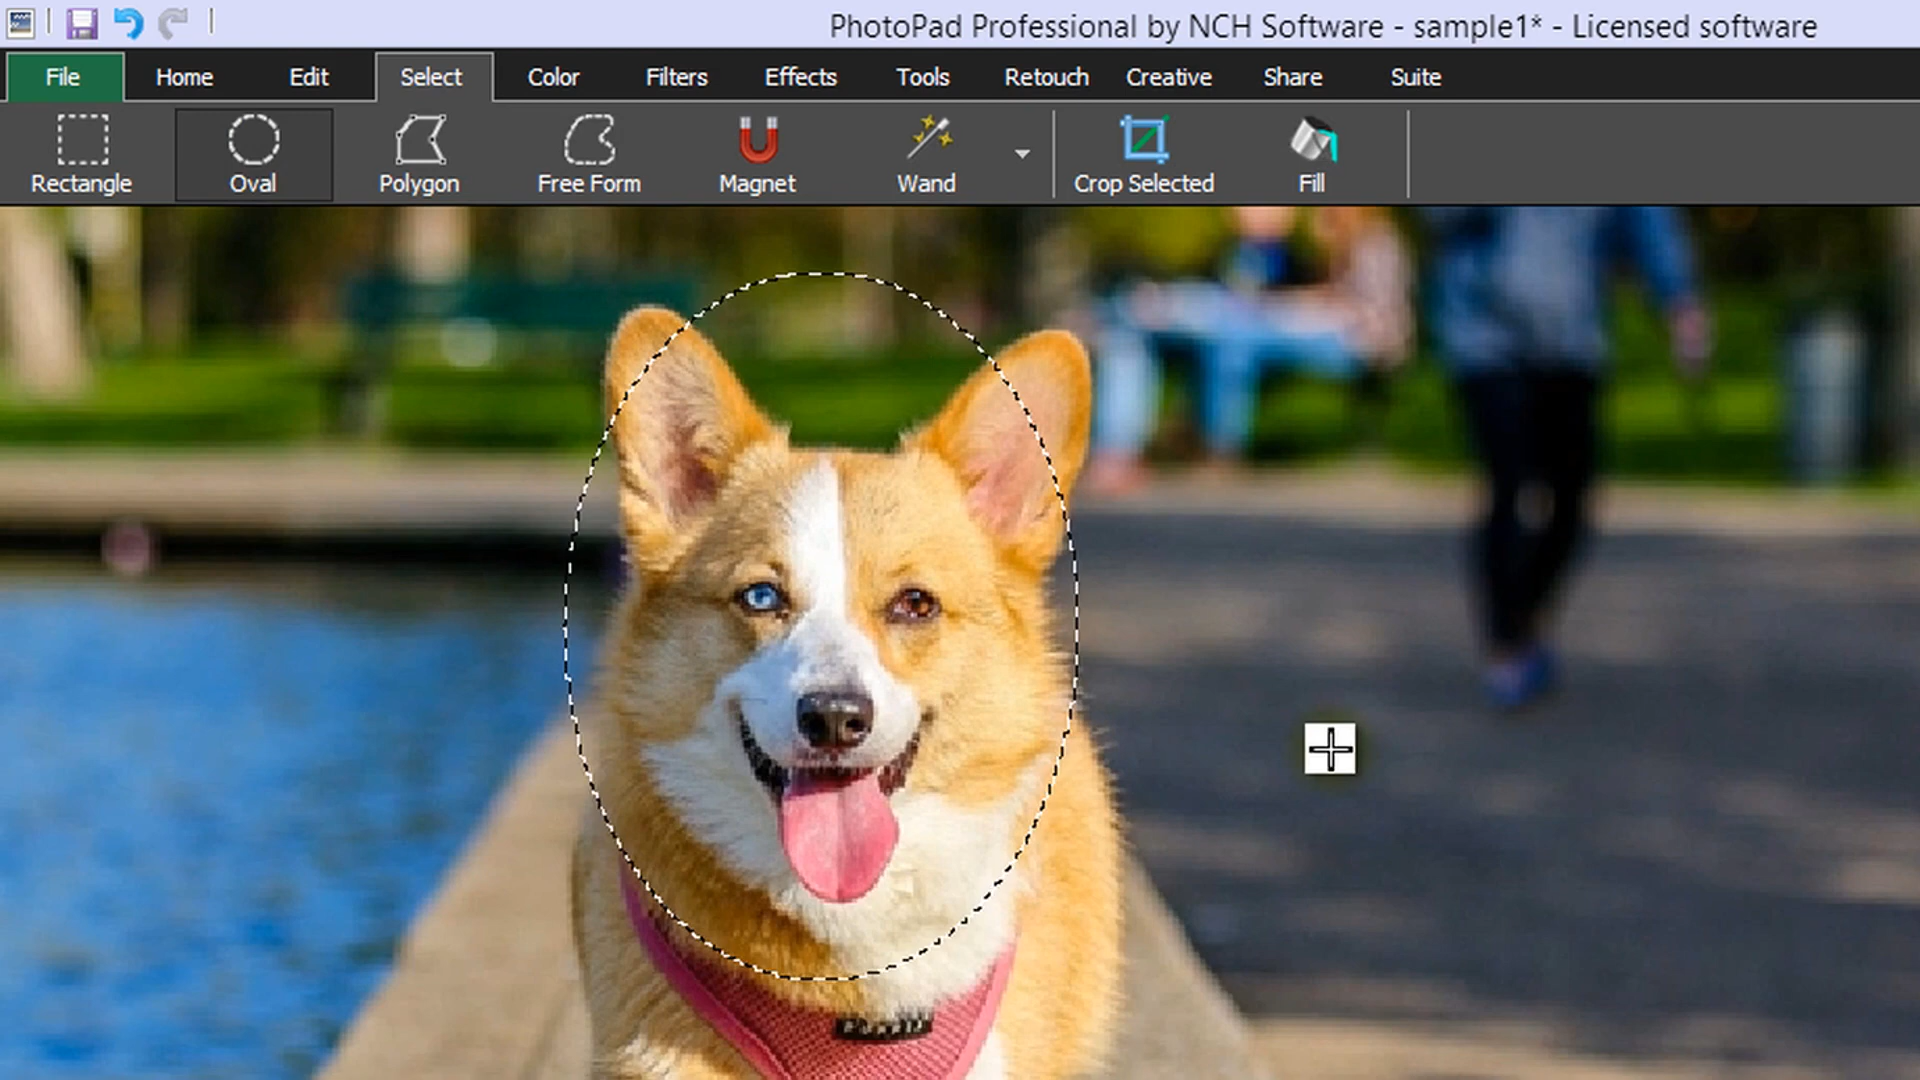 PhotoPad Professional by NCH Software - sample1* - Licensed software
File Home Edit Select Color Filters Effects Tools Retouch Creative Share Suite
Rectangle Oval Polygon Free Form Magnet Wand Crop Selected Fill